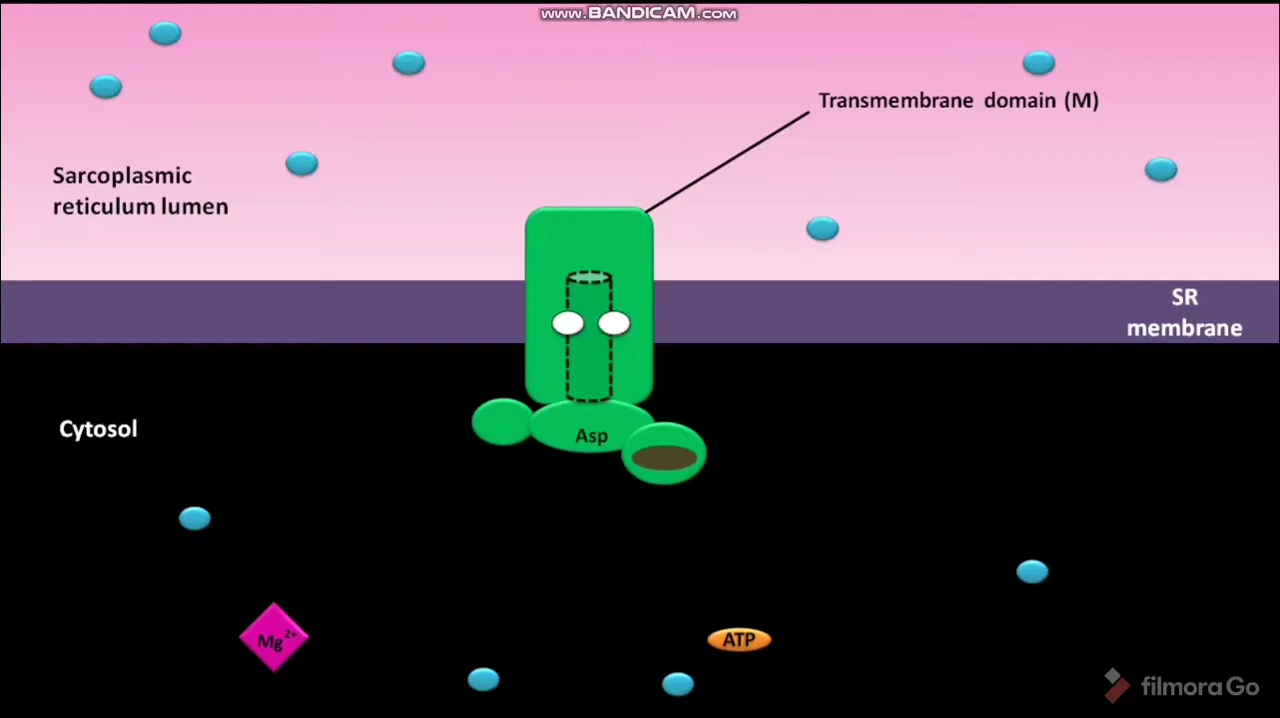 www.BANDICAM.com
Transmembrane domain (M)
Sarcoplasmic
reticulum lumen
SR
membrane
Cytosol
Asp
Mg²⁺
ATP
filmoraGo